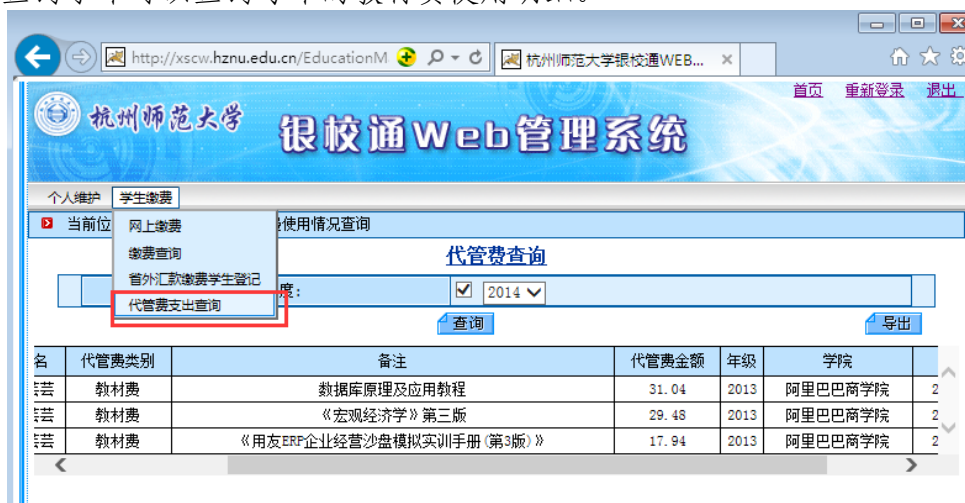 http://xscw.hznu.edu.cn/EducationM
杭州师范大学银校通WEB...
首页 重新登录 退出
杭州师范大学
银校通Web管理系统
个人维护 学生缴费
当前位 使用情况查询
网上缴费
缴费查询
省外汇款缴费学生登记
代管费支出查询
代管费查询
度: 2014
查询 导出
名 代管费类别 备注 代管费金额 年级 学院
芸 教材费 数据库原理及应用教程 31.04 2013 阿里巴巴商学院 2
芸 教材费 《宏观经济学》第三版 29.48 2013 阿里巴巴商学院 2
芸 教材费 《用友ERP企业经营沙盘模拟实训手册(第3版)》 17.94 2013 阿里巴巴商学院 2